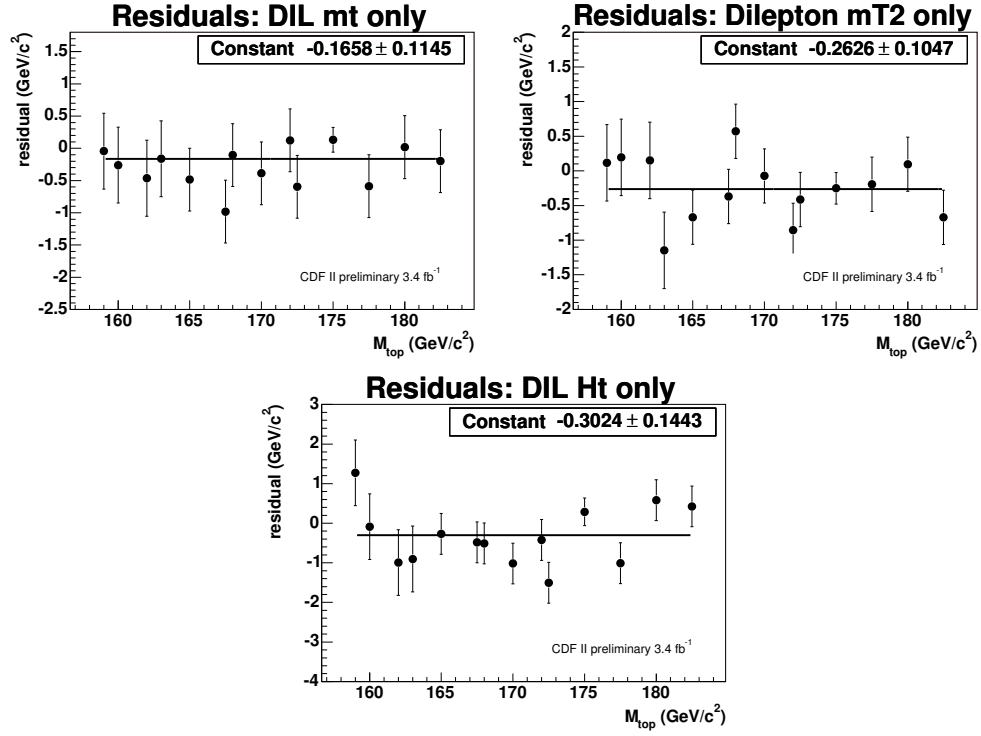 Residuals: DIL mt only
Constant -0.1658 ± 0.1145
residual (GeV/c²)
1.5
1
0.5
0
-0.5
-1
-1.5
-2
-2.5
CDF II preliminary 3.4 fb⁻¹
160 165 170 175 180
M_top (GeV/c²)
Residuals: Dilepton mT2 only
Constant -0.2626 ± 0.1047
residual (GeV/c²)
2
1.5
1
0.5
0
-0.5
-1
-1.5
-2
CDF II preliminary 3.4 fb⁻¹
160 165 170 175 180
M_top (GeV/c²)
Residuals: DIL Ht only
Constant -0.3024 ± 0.1443
residual (GeV/c²)
3
2
1
0
-1
-2
-3
-4
CDF II preliminary 3.4 fb⁻¹
160 165 170 175 180
M_top (GeV/c²)